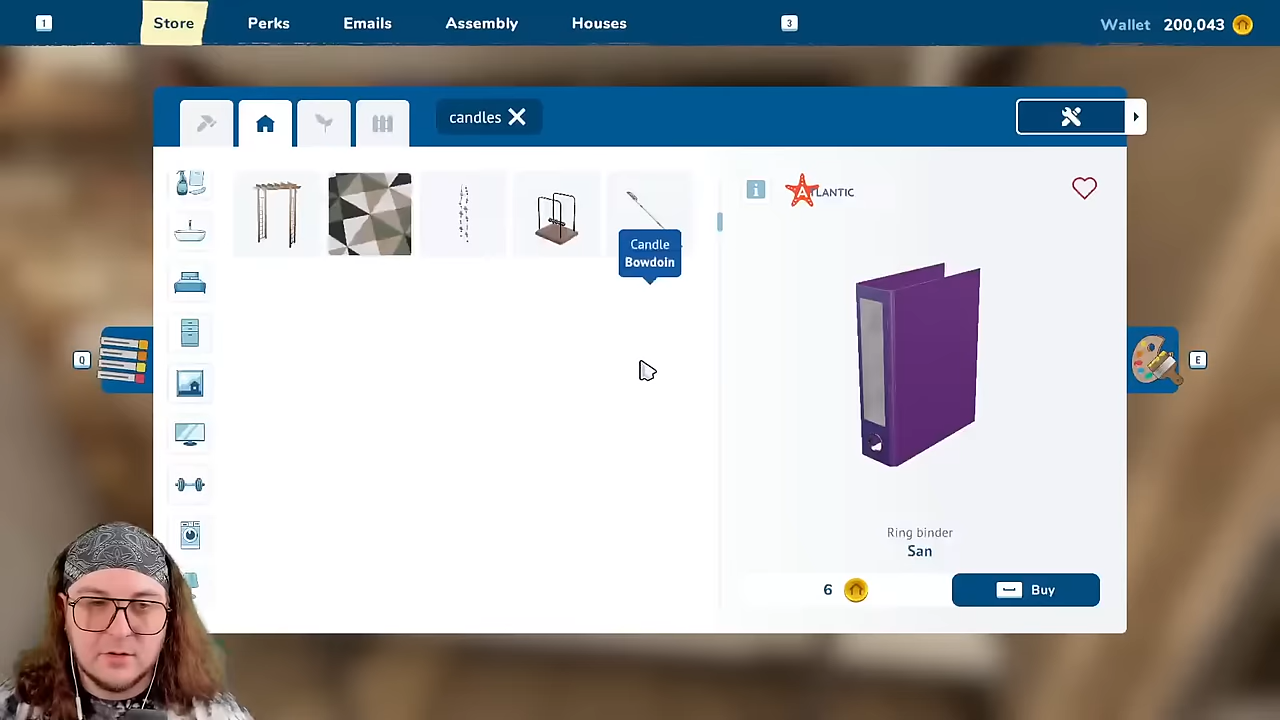 1
Store
Perks
Emails
Assembly
Houses
3
Wallet 200,043
candles
i
ATLANTIC
Candle
Bowdoin
Q
E
Ring binder
San
6
Buy